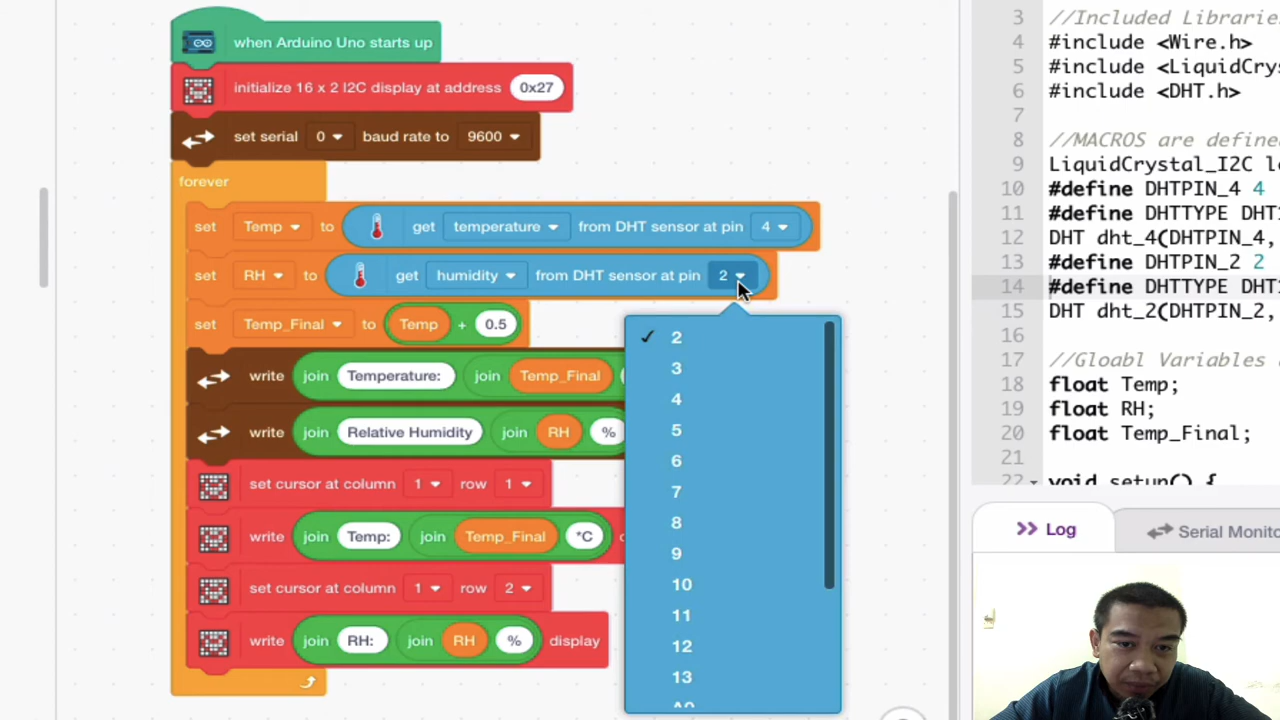 when Arduino Uno starts up
initialize 16 x 2 I2C display at address 0x27
set serial 0 baud rate to 9600
forever
set Temp to get temperature from DHT sensor at pin 4
set RH to get humidity from DHT sensor at pin 2
set Temp_Final to Temp + 0.5
write join Temperature: join Temp_Final
write join Relative Humidity join RH %
set cursor at column 1 row 1
write join Temp: join Temp_Final *C
set cursor at column 1 row 2
write join RH: join RH % display
2
3
4
5
6
7
8
9
10
11
12
13
A0
3 //Included Librarie
4 #include <Wire.h>
5 #include <LiquidCrys
6 #include <DHT.h>
7
8 //MACROS are define
9 LiquidCrystal_I2C l
10 #define DHTPIN_4 4
11 #define DHTTYPE DHT
12 DHT dht_4(DHTPIN_4,
13 #define DHTPIN_2 2
14 #define DHTTYPE DHT
15 DHT dht_2(DHTPIN_2,
16
17 //Gloabl Variables
18 float Temp;
19 float RH;
20 float Temp_Final;
21
22 void setup() {
Log
Serial Monito